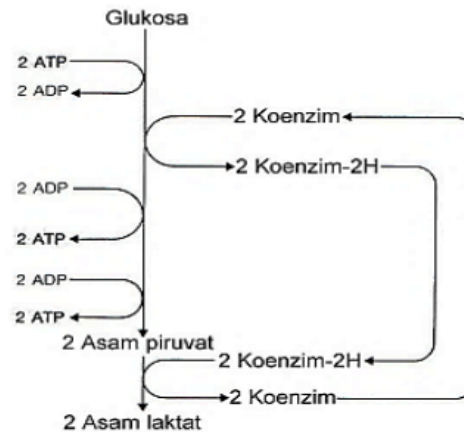 Glukosa
2 ATP
2 ADP
2 Koenzim
2 Koenzim-2H
2 ADP
2 ATP
2 ADP
2 ATP
2 Asam piruvat
2 Koenzim-2H
2 Koenzim
2 Asam laktat